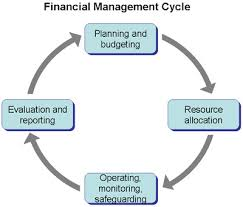 Financial Management Cycle
Planning and
budgeting
Resource
allocation
Operating,
monitoring,
safeguarding
Evaluation and
reporting